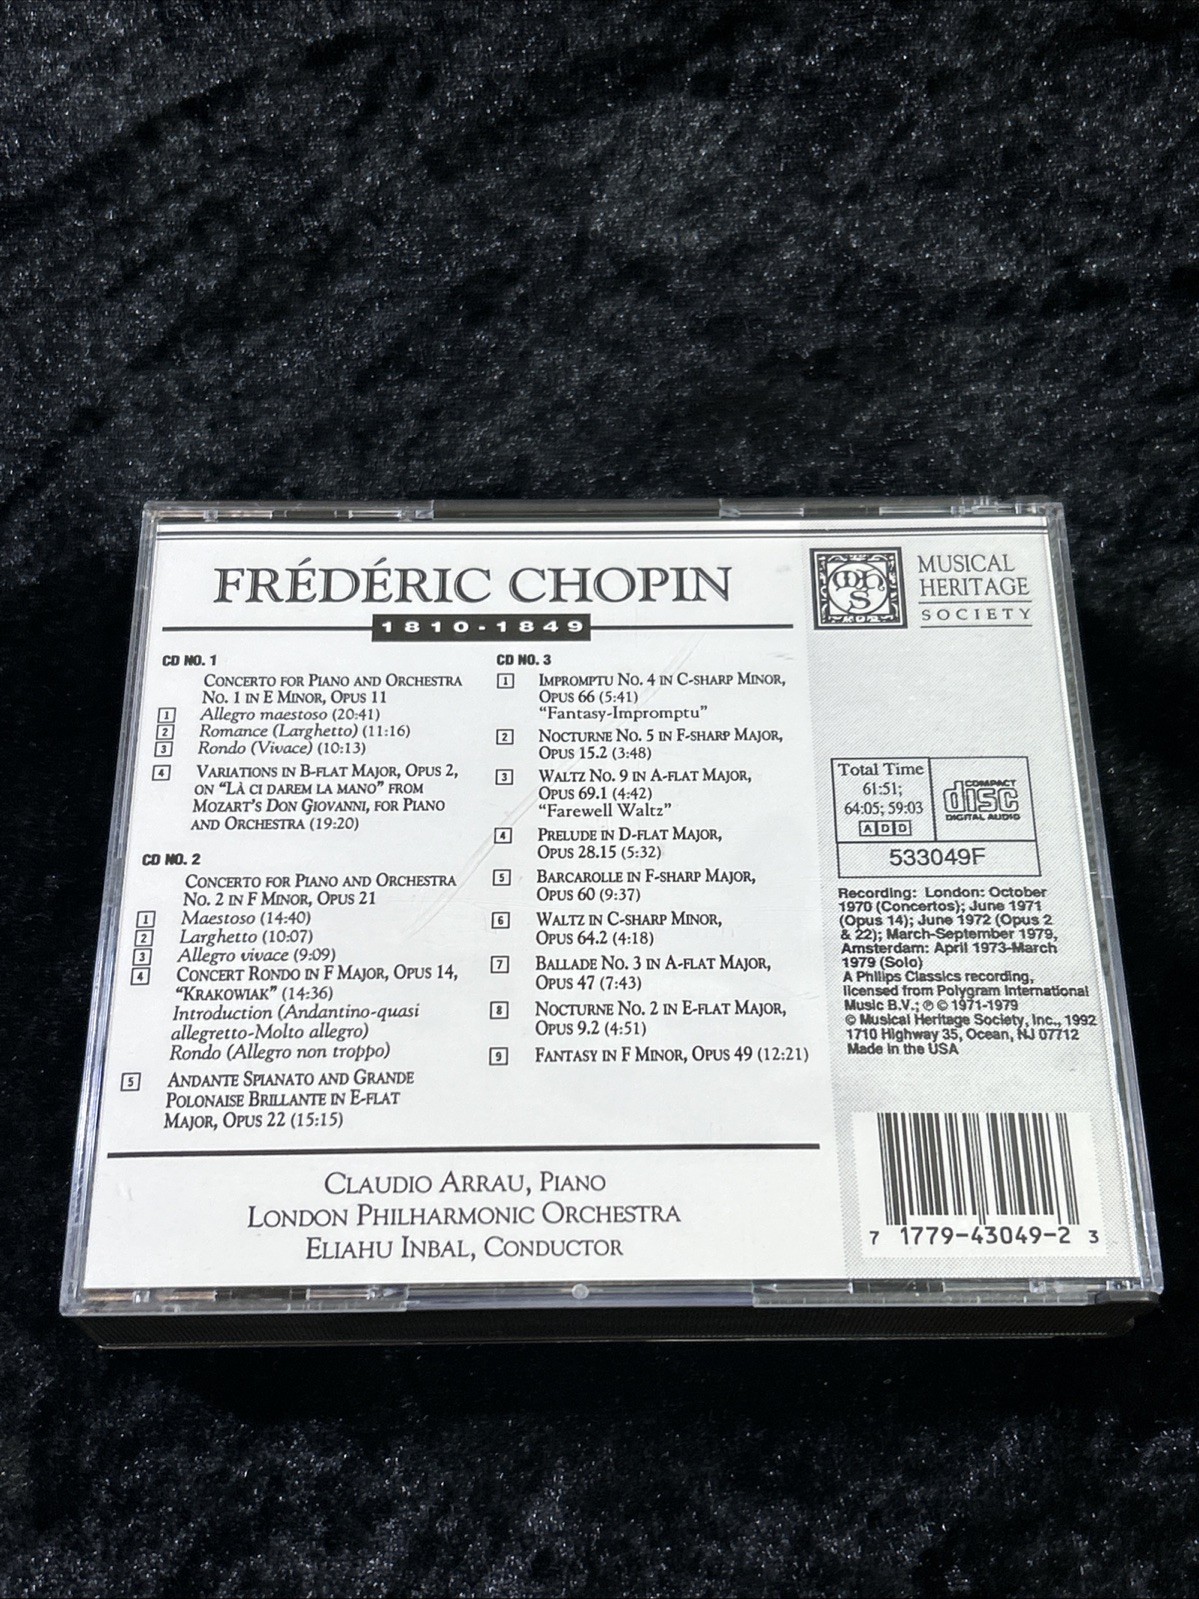 FRÉDÉRIC CHOPIN
1810-1849
CD NO. 1
CONCERTO FOR PIANO AND ORCHESTRA
NO. 1 IN E MINOR, OPUS 11
1 Allegro maestoso (20:41)
2 Romance (Larghetto) (11:16)
3 Rondo (Vivace) (10:13)
4 VARIATIONS IN B-FLAT MAJOR, OPUS 2,
ON “LÀ CI DAREM LA MANO” FROM
MOZART'S DON GIOVANNI, FOR PIANO
AND ORCHESTRA (19:20)
CD NO. 2
CONCERTO FOR PIANO AND ORCHESTRA
NO. 2 IN F MINOR, OPUS 21
1 Maestoso (14:40)
2 Larghetto (10:07)
3 Allegro vivace (9:09)
4 CONCERT RONDO IN F MAJOR, OPUS 14,
“KRAKOWIAK” (14:36)
Introduction (Andantino-quasi
allegretto-Molto allegro)
Rondo (Allegro non troppo)
5 ANDANTE SPIANATO AND GRANDE
POLONAISE BRILLANTE IN E-FLAT
MAJOR, OPUS 22 (15:15)
CD NO. 3
1 IMPROMPTU NO. 4 IN C-SHARP MINOR,
OPUS 66 (5:41)
“Fantasy-Impromptu”
2 NOCTURNE NO. 5 IN F-SHARP MAJOR,
OPUS 15.2 (3:48)
3 WALTZ NO. 9 IN A-FLAT MAJOR,
OPUS 69.1 (4:42)
“Farewell Waltz”
4 PRELUDE IN D-FLAT MAJOR,
OPUS 28.15 (5:32)
5 BARCAROLLE IN F-SHARP MAJOR,
OPUS 60 (9:37)
6 WALTZ IN C-SHARP MINOR,
OPUS 64.2 (4:18)
7 BALLADE NO. 3 IN A-FLAT MAJOR,
OPUS 47 (7:43)
8 NOCTURNE NO. 2 IN E-FLAT MAJOR,
OPUS 9.2 (4:51)
9 FANTASY IN F MINOR, OPUS 49 (12:21)
CLAUDIO ARRAU, PIANO
LONDON PHILHARMONIC ORCHESTRA
ELIAHU INBAL, CONDUCTOR
MUSICAL
HERITAGE
SOCIETY
Total Time
61:51;
64:05; 59:03
ADD
COMPACT
disc
DIGITAL AUDIO
533049F
Recording: London: October
1970 (Concertos); June 1971
(Opus 14); June 1972 (Opus 2
& 22); March-September 1979,
Amsterdam: April 1973-March
1979 (Solo)
A Philips Classics recording,
licensed from Polygram International
Music B.V.; ℗ © 1971-1979
© Musical Heritage Society, Inc., 1992
1710 Highway 35, Ocean, NJ 07712
Made in the USA
7 1779-43049-2 3